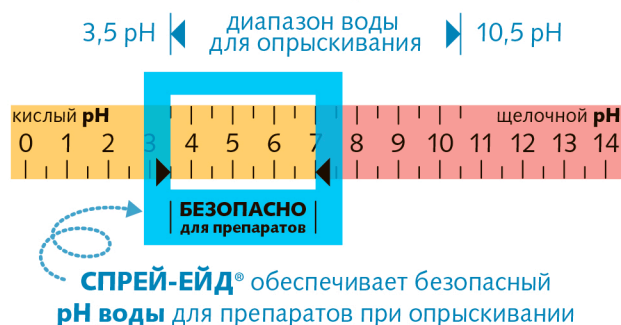 3,5 pH диапазон воды 10,5 pH
для опрыскивания
кислый pH щелочной pH
0 1 2 3 4 5 6 7 8 9 10 11 12 13 14
БЕЗОПАСНО
для препаратов
СПРЕЙ-ЕЙД® обеспечивает безопасный
pH воды для препаратов при опрыскивании